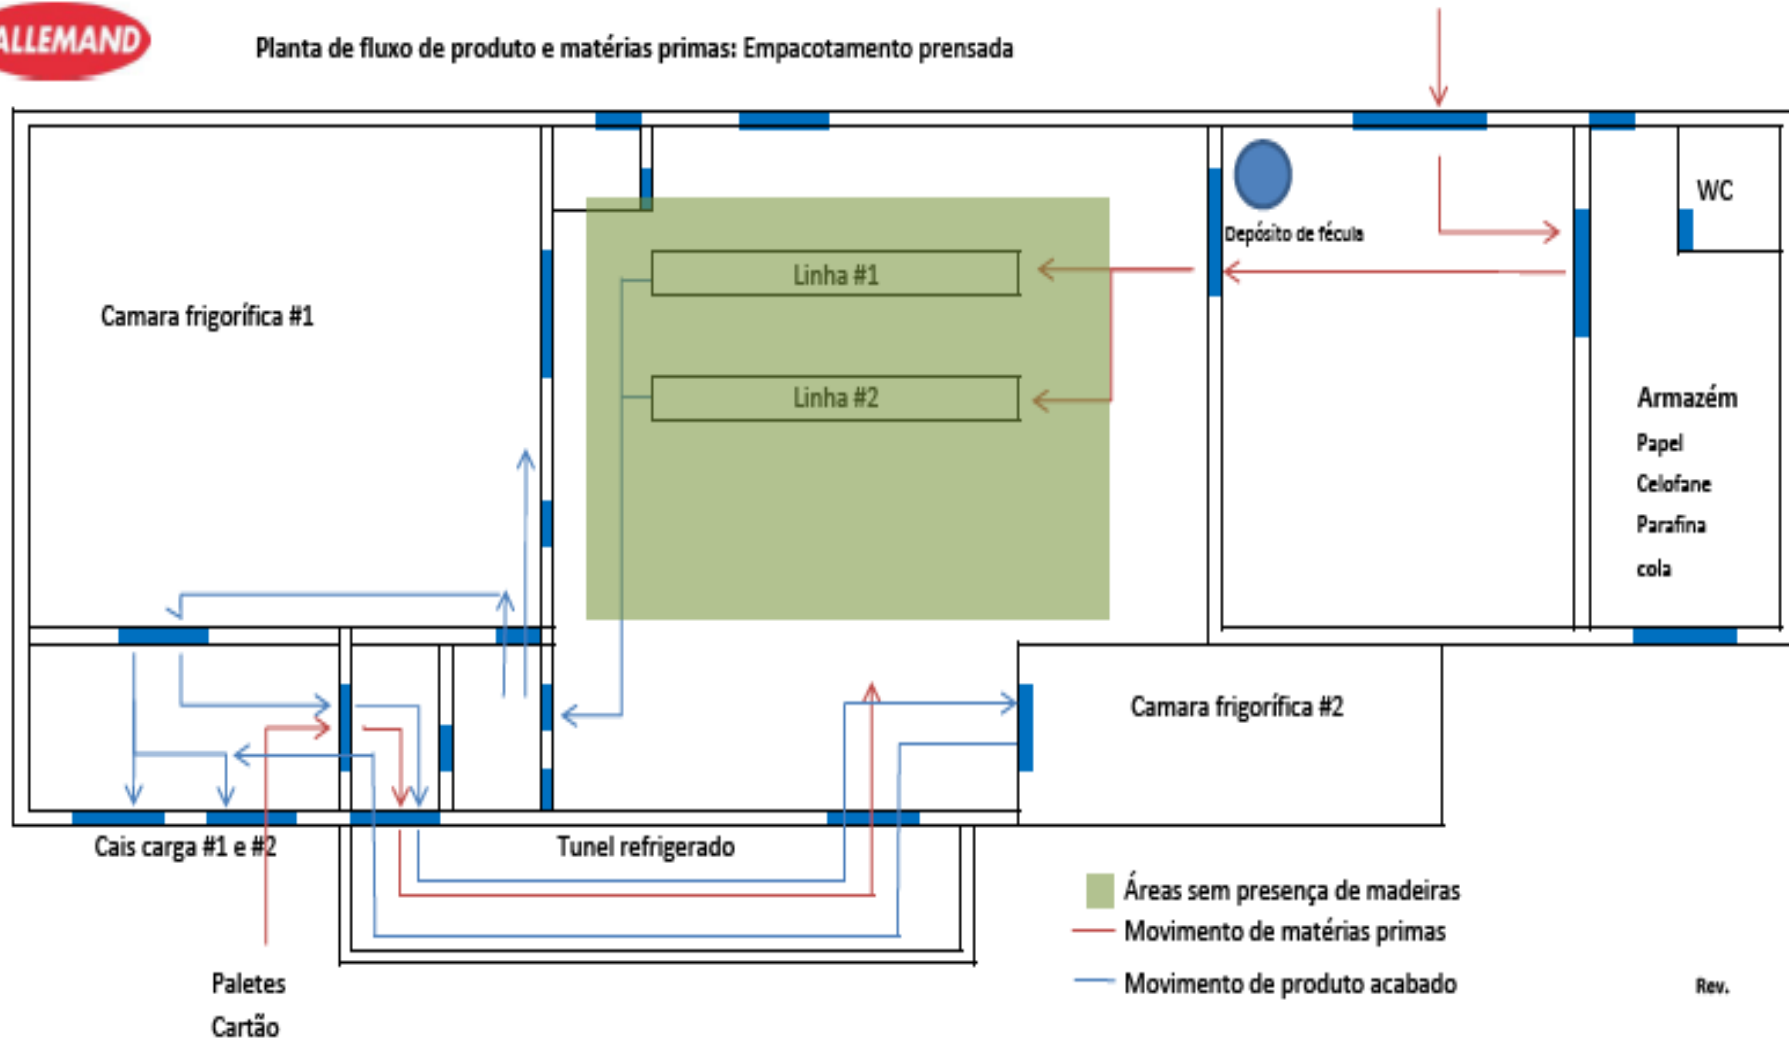 ALLEMAND
Planta de fluxo de produto e matérias primas: Empacotamento prensada
WC
Depósito de fécula
Linha #1
Camara frigorífica #1
Linha #2
Armazém
Papel
Celofane
Parafina
cola
Camara frigorífica #2
Cais carga #1 e #2
Tunel refrigerado
Áreas sem presença de madeiras
Movimento de matérias primas
Movimento de produto acabado
Paletes
Cartão
Rev.